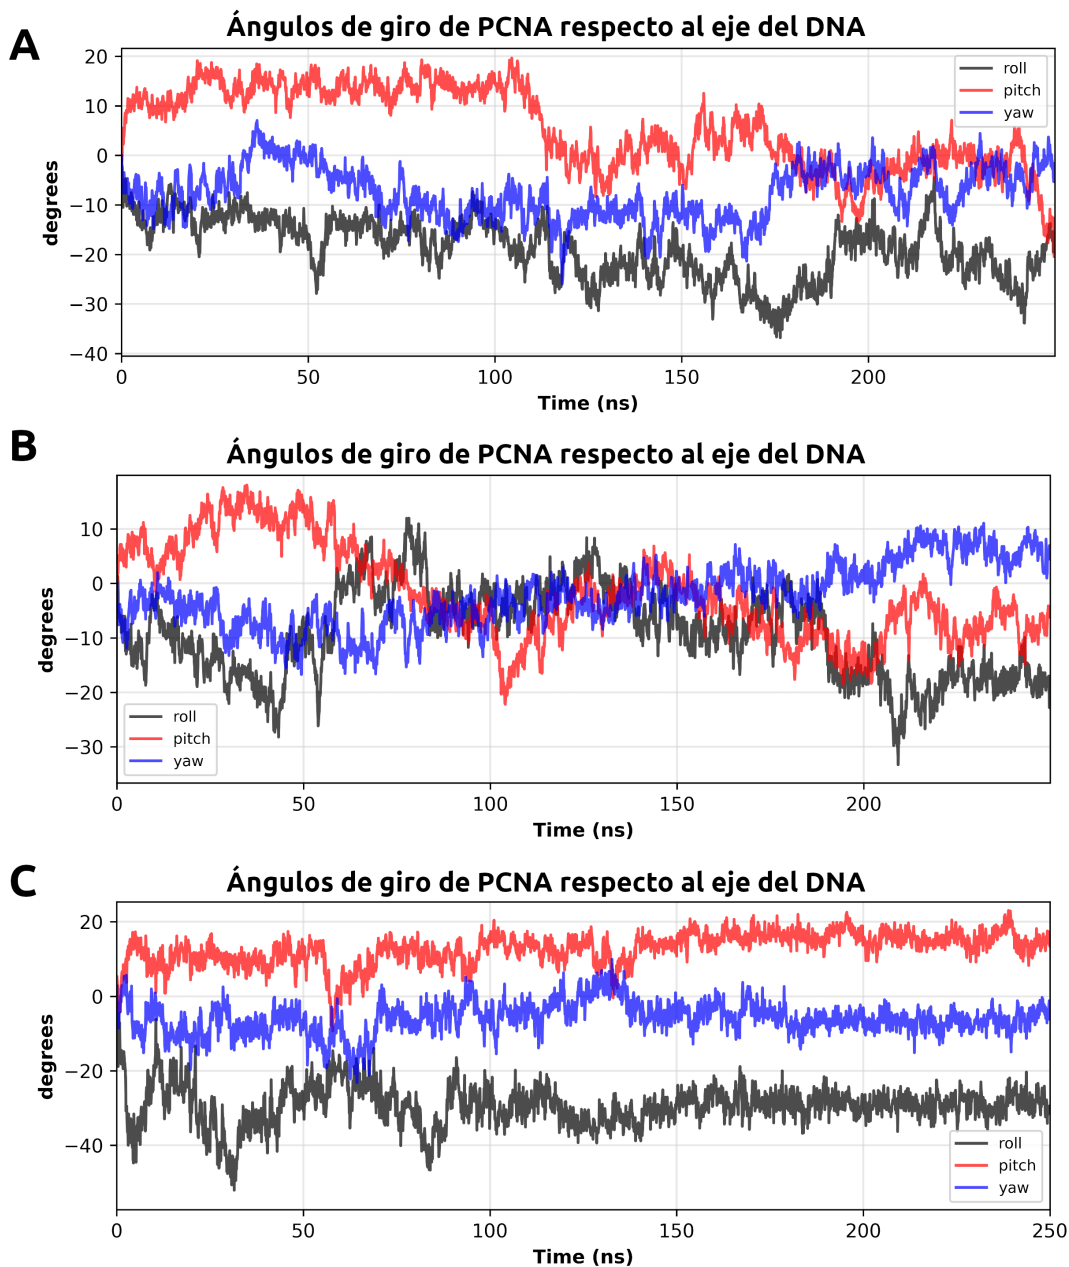 A
Ángulos de giro de PCNA respecto al eje del DNA
20
10
0
−10
−20
−30
−40
degrees
roll
pitch
yaw
0 50 100 150 200
Time (ns)
B
Ángulos de giro de PCNA respecto al eje del DNA
10
0
−10
−20
−30
degrees
roll
pitch
yaw
0 50 100 150 200
Time (ns)
C
Ángulos de giro de PCNA respecto al eje del DNA
20
0
−20
−40
degrees
roll
pitch
yaw
0 50 100 150 200 250
Time (ns)